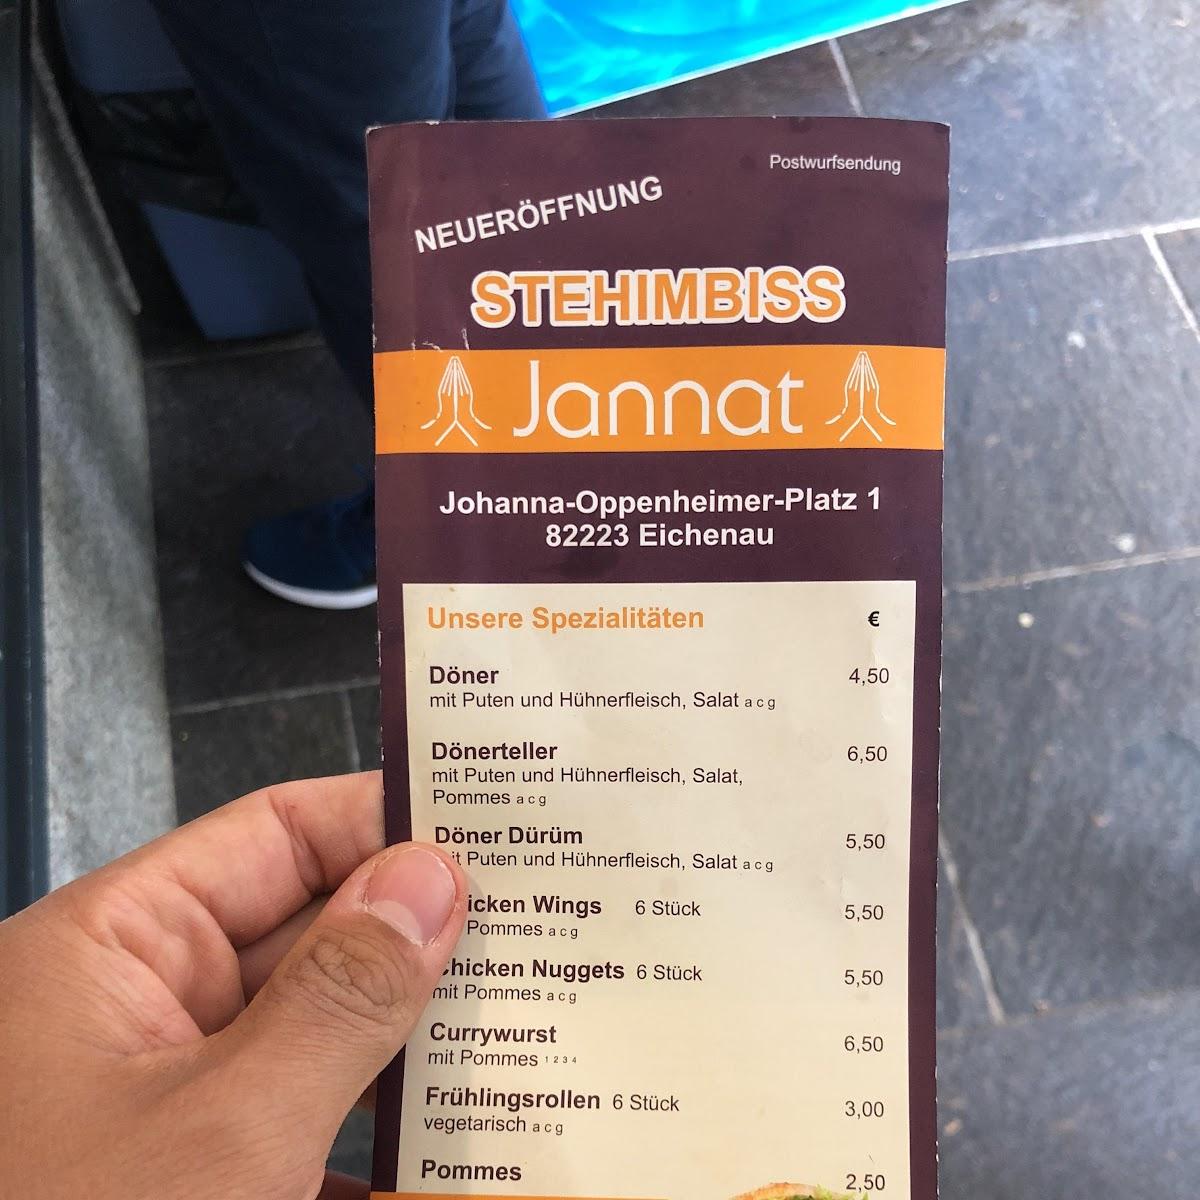 Postwurfsendung
NEUERÖFFNUNG
STEHIMBISS
Jannat
Johanna-Oppenheimer-Platz 1
82223 Eichenau
Unsere Spezialitäten €
Döner 4,50
mit Puten und Hühnerfleisch, Salat a c g
Dönerteller 6,50
mit Puten und Hühnerfleisch, Salat,
Pommes a c g
Döner Dürüm 5,50
it Puten und Hühnerfleisch, Salat a c g
icken Wings 6 Stück 5,50
Pommes a c g
Chicken Nuggets 6 Stück 5,50
mit Pommes a c g
Currywurst 6,50
mit Pommes 1 2 3 4
Frühlingsrollen 6 Stück 3,00
vegetarisch a c g
Pommes 2,50